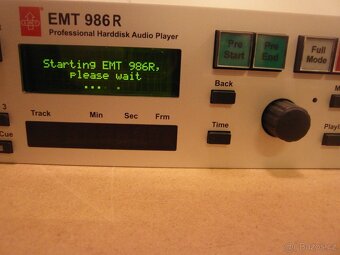 EMT 986R
Professional Harddisk Audio Player
Starting EMT 986R,
please wait
... .
Pre Start
Pre End
Full Mode
Back
3
Track Min Sec Frm
Cue
Time